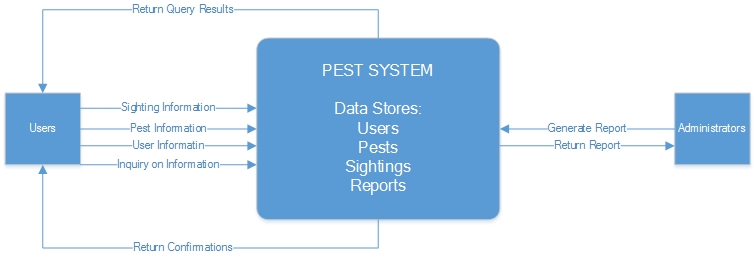 Return Query Results
PEST SYSTEM
Data Stores:
Users
Pests
Sightings
Reports
Users
Sighting Information
Pest Information
User Informatin
Inquiry on Information
Generate Report
Return Report
Administrators
Return Confirmations